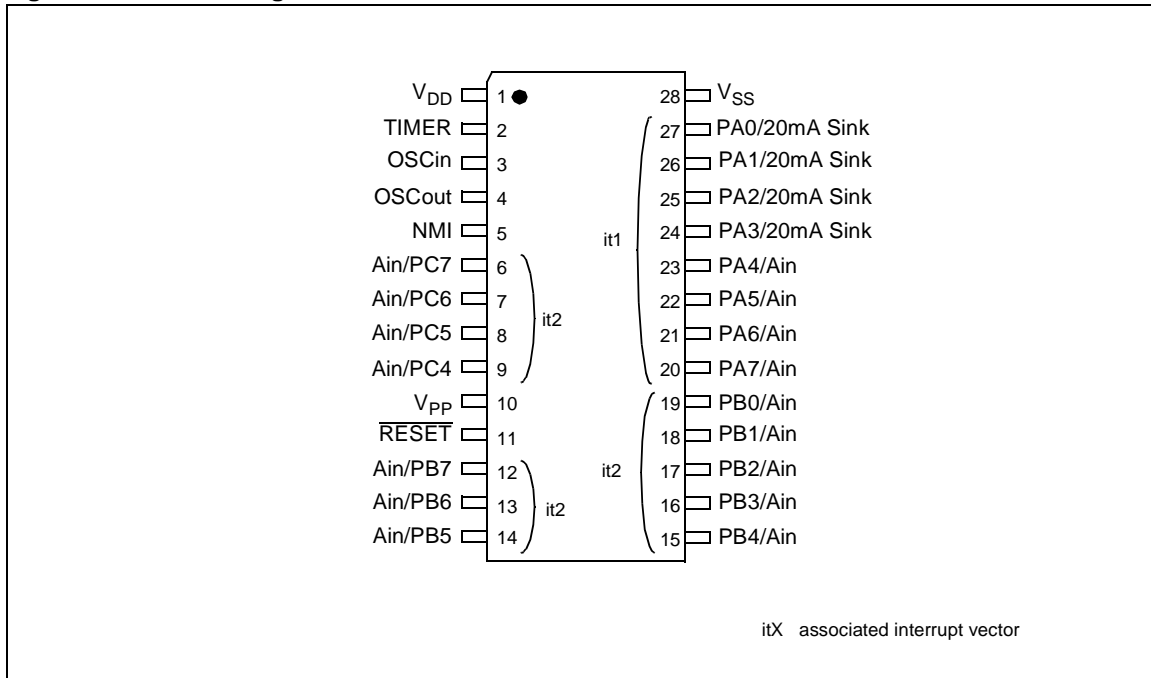 V_DD 1 28 V_SS
TIMER 2 27 PA0/20mA Sink
OSCin 3 26 PA1/20mA Sink
OSCout 4 25 PA2/20mA Sink
NMI 5 it1 24 PA3/20mA Sink
Ain/PC7 6 23 PA4/Ain
Ain/PC6 7 it2 22 PA5/Ain
Ain/PC5 8 21 PA6/Ain
Ain/PC4 9 20 PA7/Ain
V_PP 10 19 PB0/Ain
RESET 11 18 PB1/Ain
Ain/PB7 12 it2 17 PB2/Ain
Ain/PB6 13 it2 16 PB3/Ain
Ain/PB5 14 15 PB4/Ain
itX associated interrupt vector